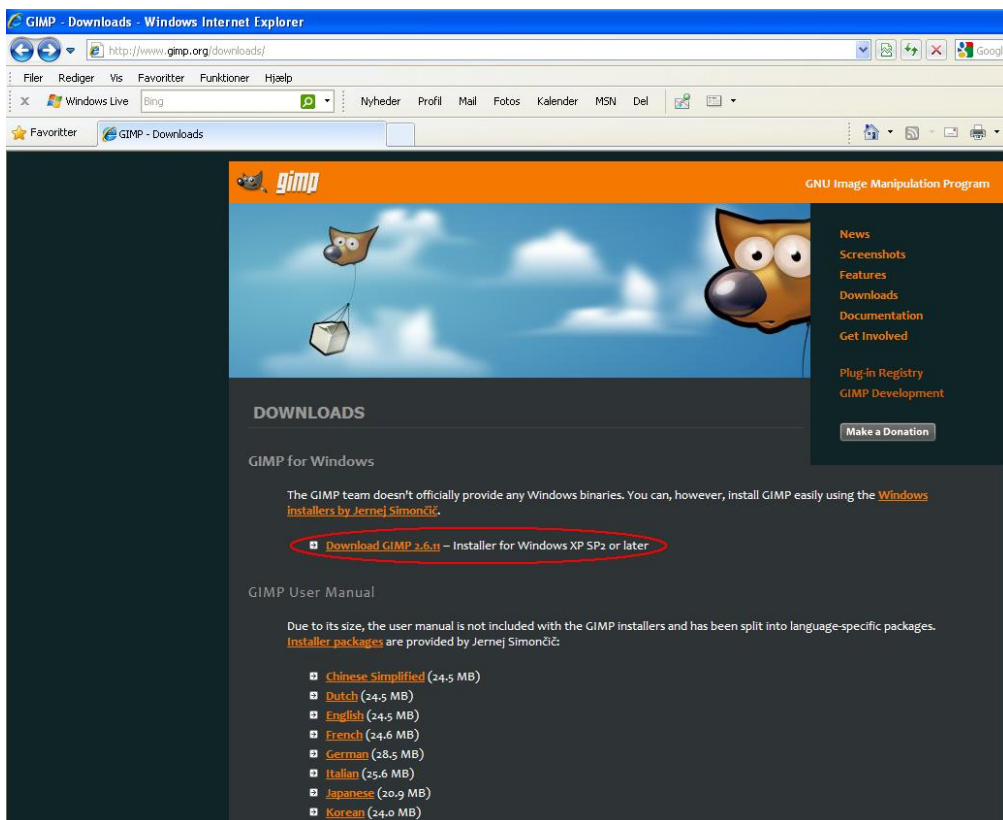 GIMP - Downloads - Windows Internet Explorer
http://www.gimp.org/downloads/
Googl
Filer Rediger Vis Favoritter Funktioner Hjælp
X Windows Live Bing Nyheder Profil Mail Fotos Kalender MSN Del
Favoritter GIMP - Downloads
gimp GNU Image Manipulation Program
News
Screenshots
Features
Downloads
Documentation
Get Involved
Plug-in Registry
GIMP Development
Make a Donation
DOWNLOADS
GIMP for Windows
The GIMP team doesn't officially provide any Windows binaries. You can, however, install GIMP easily using the Windows
installers by Jernej Simončič.
Download GIMP 2.6.11 – Installer for Windows XP SP2 or later
GIMP User Manual
Due to its size, the user manual is not included with the GIMP installers and has been split into language-specific packages.
Installer packages are provided by Jernej Simončič:
Chinese Simplified (24.5 MB)
Dutch (24.5 MB)
English (24.5 MB)
French (24.6 MB)
German (28.5 MB)
Italian (25.6 MB)
Japanese (20.9 MB)
Korean (24.0 MB)